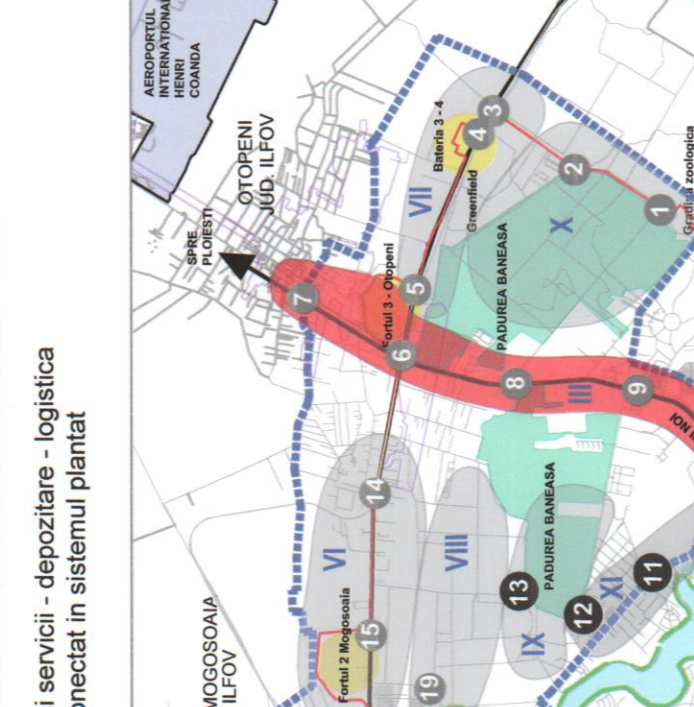 i servicii - depozitare - logistica
onectat in sistemul plantat
AEROPORTUL
INTERNATIONAL
HENRI
COANDA
OTOPENI
JUD. ILFOV
SPRE
PLOIESTI
Bateria 3 - 4
3
4
VII
Greenfield
2
X
1
Gradina zoologica
7
Fortul 3 - Otopeni
5
6
PADUREA BANEASA
8
III
9
NOI
14
VI
VIII
PADUREA BANEASA
13
12
XI
11
IX
MOGOSOAIA
ILFOV
Fortul 2 Mogosoaia
15
19